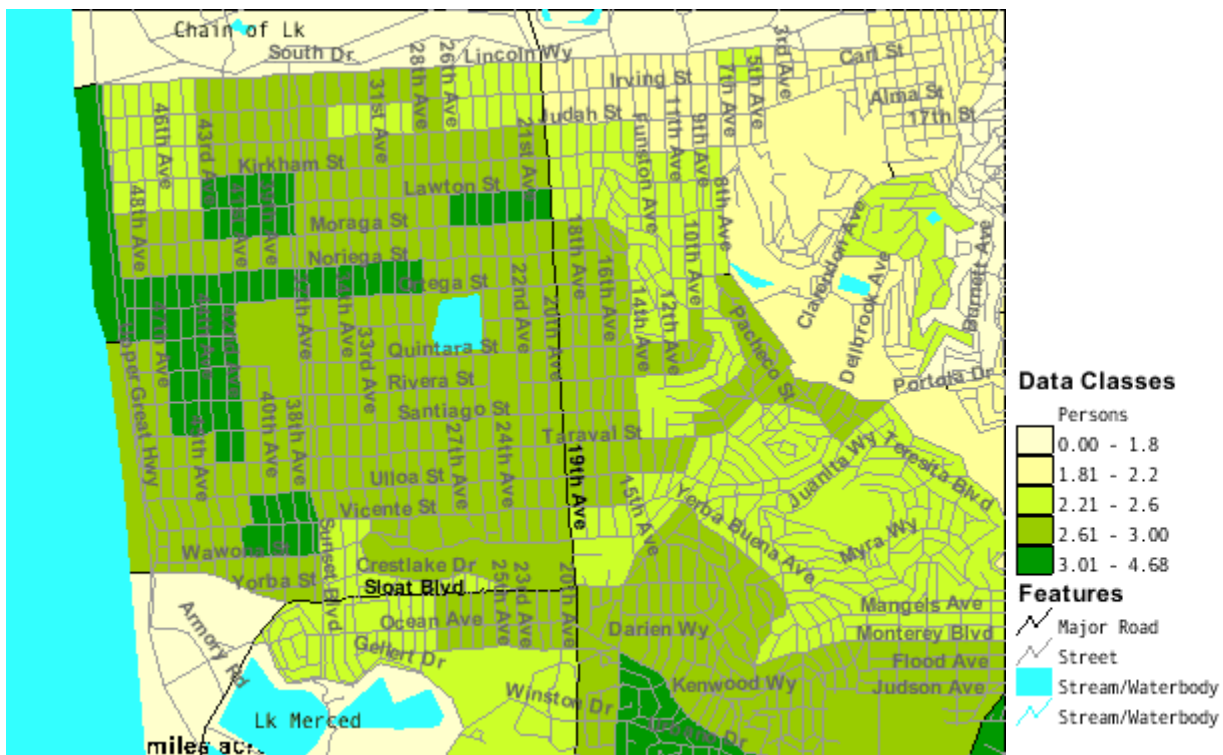 Chain of Lk
South Dr
28th Ave
26th Ave
Lincoln Wy
3rd Ave
Carl St
Irving St
7th Ave
5th Ave
Alma St
17th St
46th Ave
43rd Ave
31st Ave
21st Ave
Judah St
Funston Ave
11th Ave
9th Ave
Kirkham St
Lawton St
8th Ave
48th Ave
41st Ave
39th Ave
Moraga St
18th Ave
16th Ave
10th Ave
Noriega St
Ortega St
Clarendon Ave
Dellbrook Ave
Burnett Ave
34th Ave
33rd Ave
22nd Ave
20th Ave
14th Ave
12th Ave
Pacheco St
Quintara St
Rivera St
Santiago St
Portola Dr
Upper Great Hwy
40th Ave
38th Ave
27th Ave
24th Ave
Taraval St
19th Ave
15th Ave
Ulloa St
Vicente St
Juanita Wy
Teresita Blvd
Yerba Buena Ave
Myra Wy
Wawona St
Yorba St
Sunset Blvd
Crestlake Dr
Sloat Blvd
25th Ave
23rd Ave
20th Ave
Ocean Ave
Gellert Dr
Armory Rd
Darien Wy
Mangels Ave
Monterey Blvd
Flood Ave
Judson Ave
Kenwood Wy
Winston Dr
Lk Merced
miles acr
Data Classes
Persons
0.00 - 1.8
1.81 - 2.2
2.21 - 2.6
2.61 - 3.00
3.01 - 4.68
Features
Major Road
Street
Stream/Waterbody
Stream/Waterbody